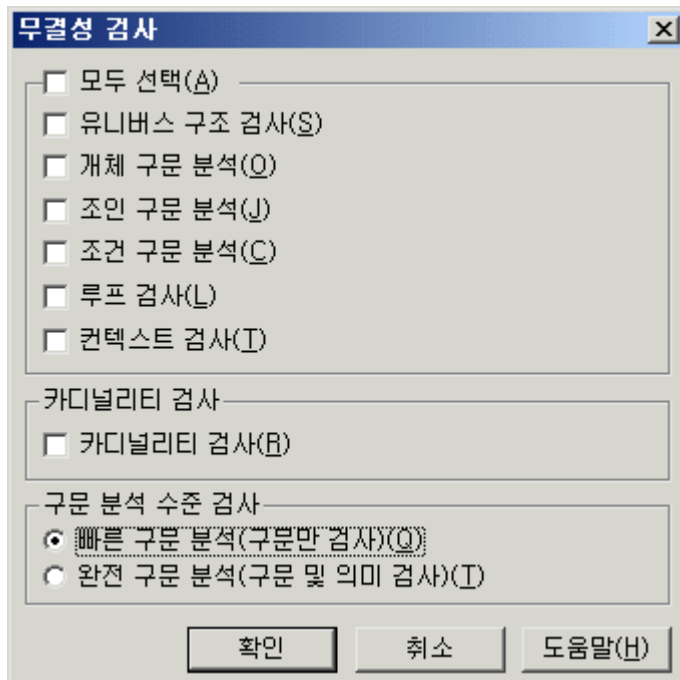 무결성 검사
모두 선택(A)
유니버스 구조 검사(S)
개체 구문 분석(O)
조인 구문 분석(J)
조건 구문 분석(C)
루프 검사(L)
컨텍스트 검사(T)
카디널리티 검사
카디널리티 검사(R)
구문 분석 수준 검사
빠른 구문 분석(구문만 검사)(Q)
완전 구문 분석(구문 및 의미 검사)(T)
확인 취소 도움말(H)